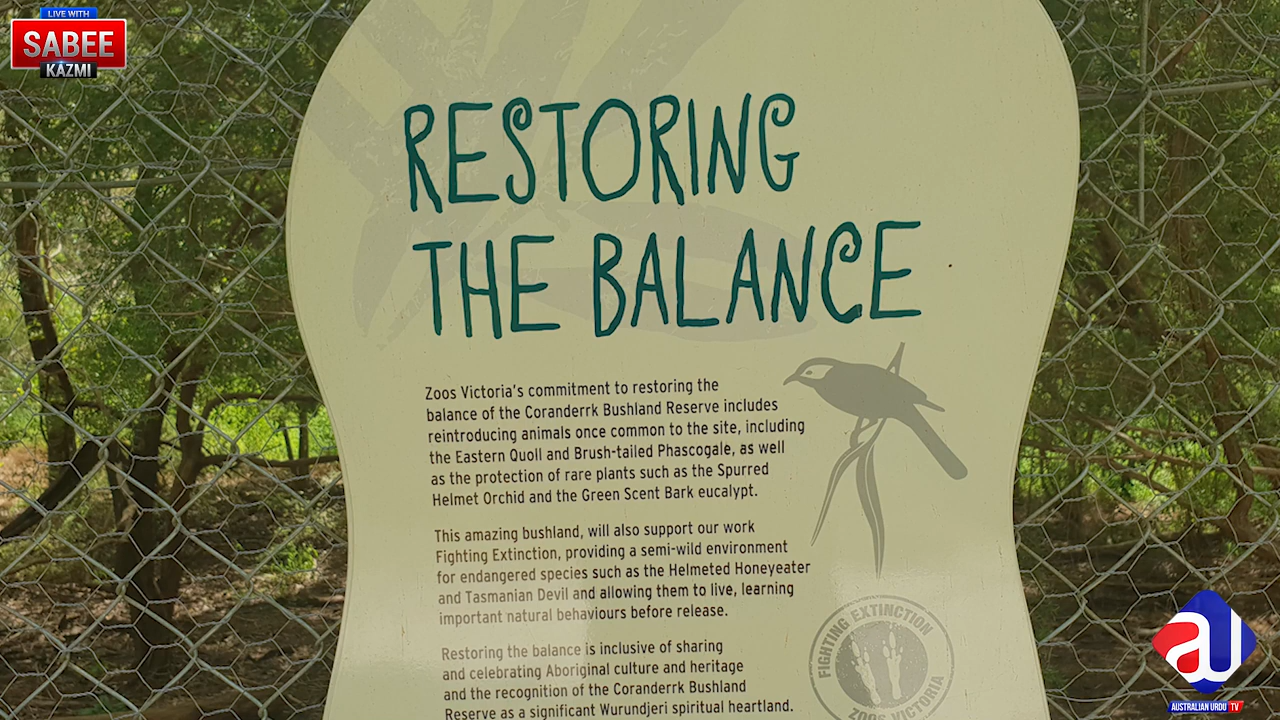 LIVE WITH
SABEE
KAZMI
RESTORING
THE BALANCE
Zoos Victoria's commitment to restoring the
balance of the Coranderrk Bushland Reserve includes
reintroducing animals once common to the site, including
the Eastern Quoll and Brush-tailed Phascogale, as well
as the protection of rare plants such as the Spurred
Helmet Orchid and the Green Scent Bark eucalypt.
This amazing bushland, will also support our work
Fighting Extinction, providing a semi-wild environment
for endangered species such as the Helmeted Honeyeater
and Tasmanian Devil and allowing them to live, learning
important natural behaviours before release.
Restoring the balance is inclusive of sharing
and celebrating Aboriginal culture and heritage
and the recognition of the Coranderrk Bushland
Reserve as a significant Wurundjeri spiritual heartland.
FIGHTING EXTINCTION
ZOOS VICTORIA
au
AUSTRALIAN URDU TV